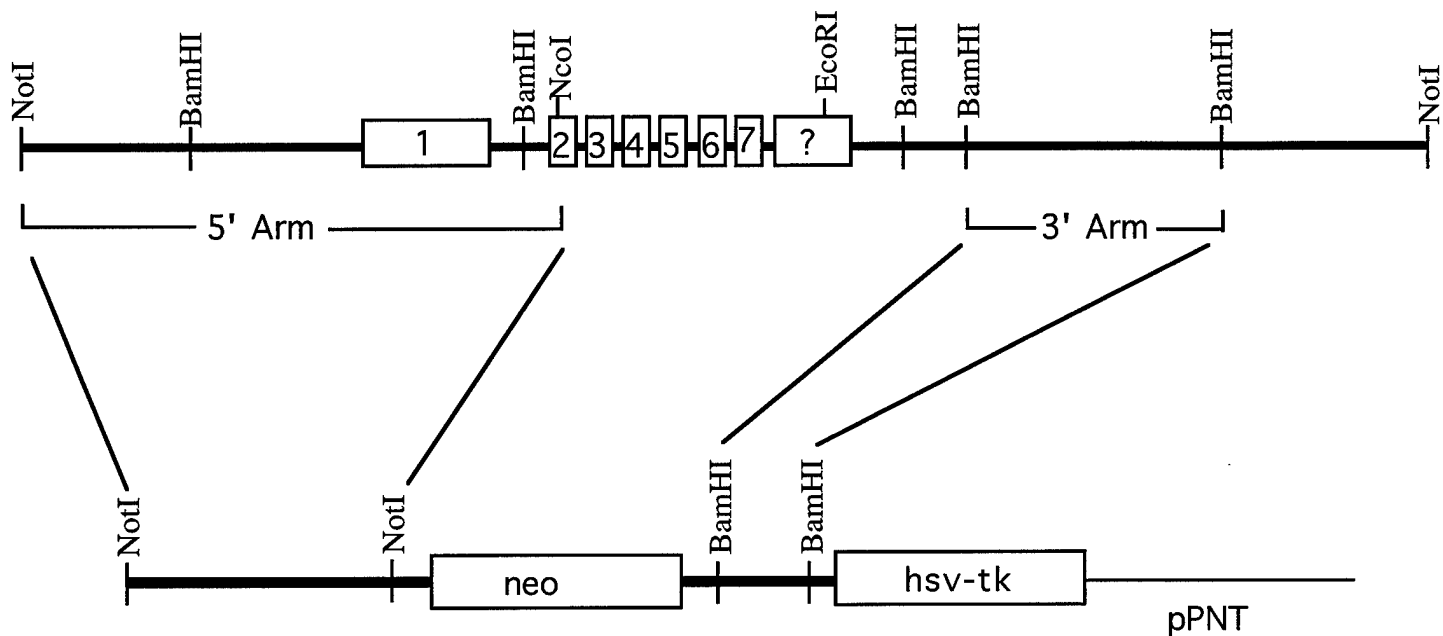 NotI
BamHI
BamHI
NcoI
EcoRI
BamHI
BamHI
BamHI
NotI
1
2
3
4
5
6
7
?
5' Arm
3' Arm
NotI
NotI
BamHI
BamHI
neo
hsv-tk
pPNT